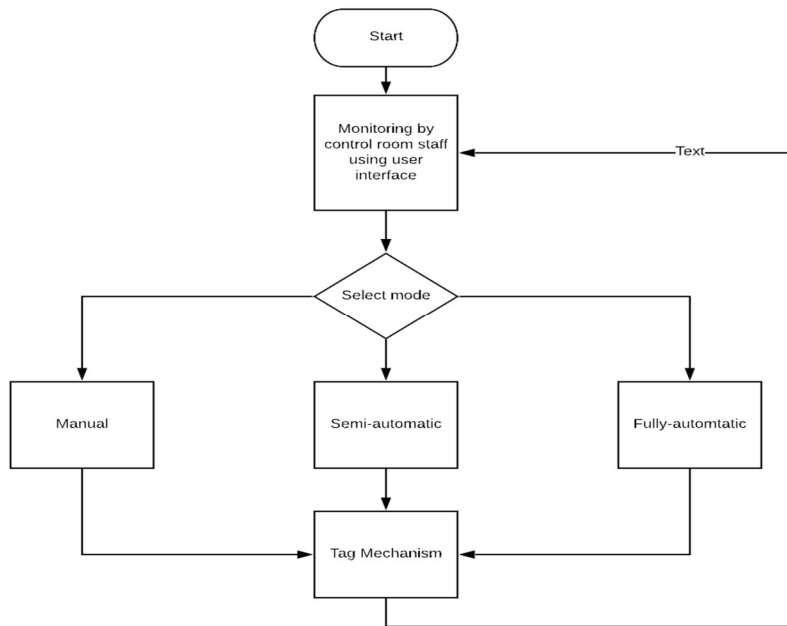 Start
Monitoring by
control room staff
using user
interface
Text
Select mode
Manual
Semi-automatic
Fully-automtatic
Tag Mechanism